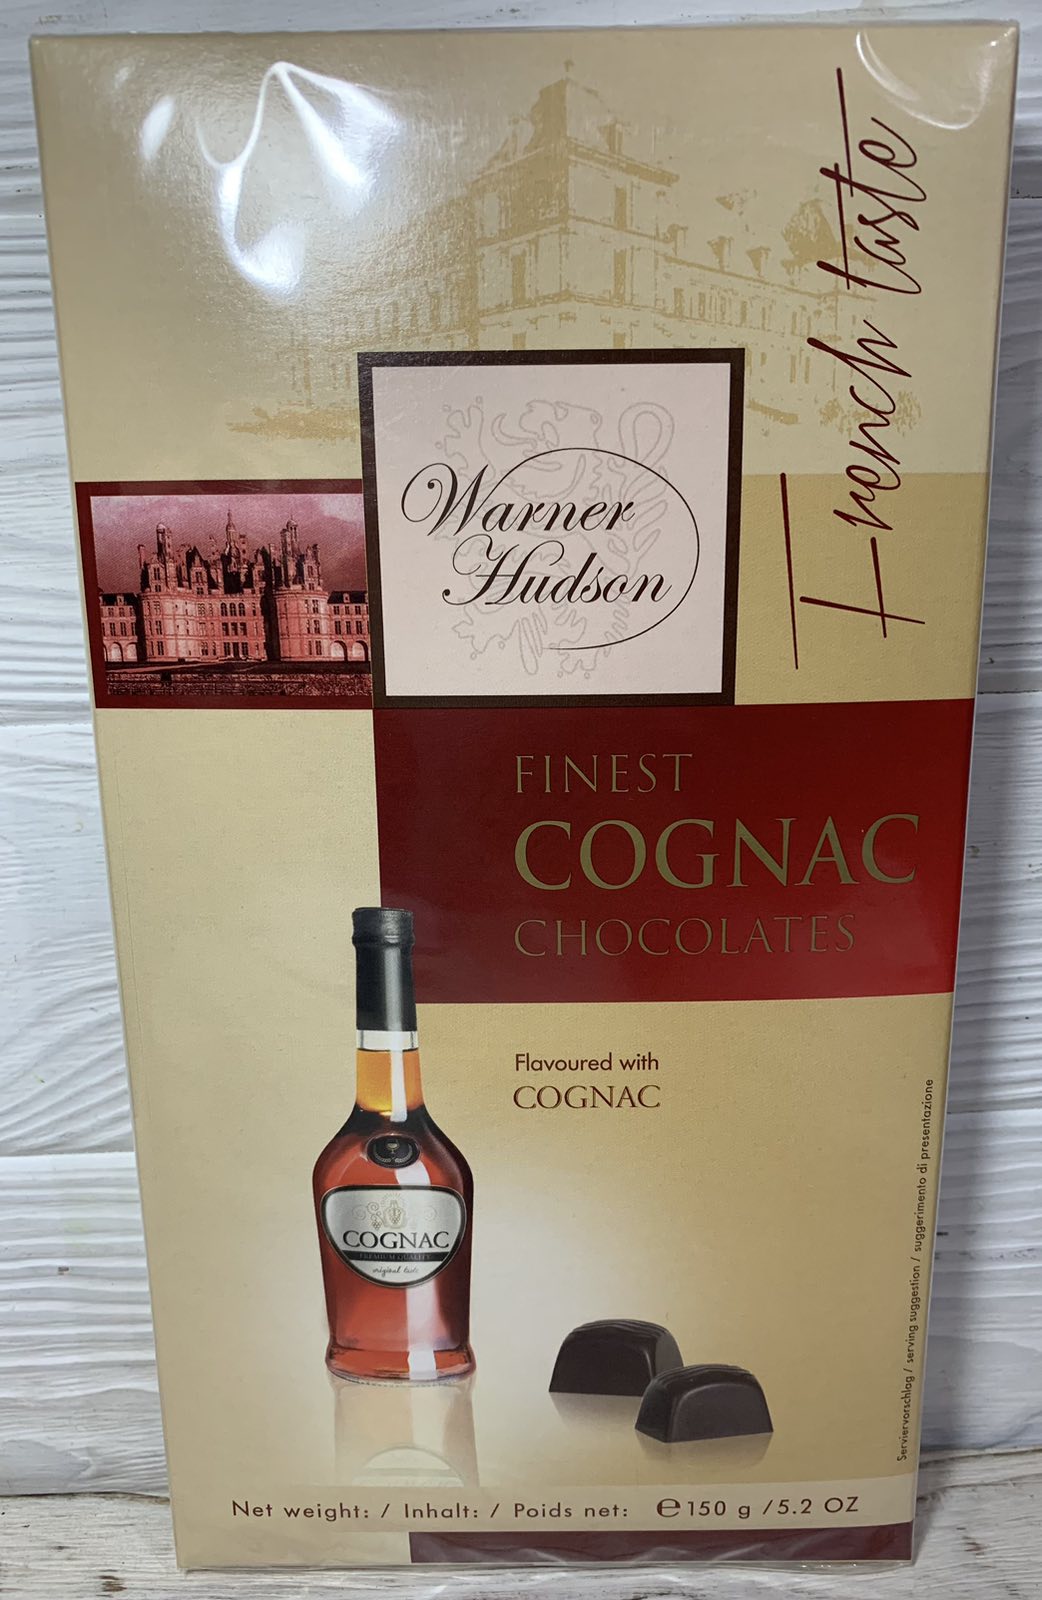 French taste
Warner
Hudson
FINEST
COGNAC
CHOCOLATES
Flavoured with
COGNAC
COGNAC
PREMIUM QUALITY
original taste
Serviervorschlag / serving suggestion / suggerimento di presentazione
Net weight: / Inhalt: / Poids net: ℮ 150 g / 5.2 OZ